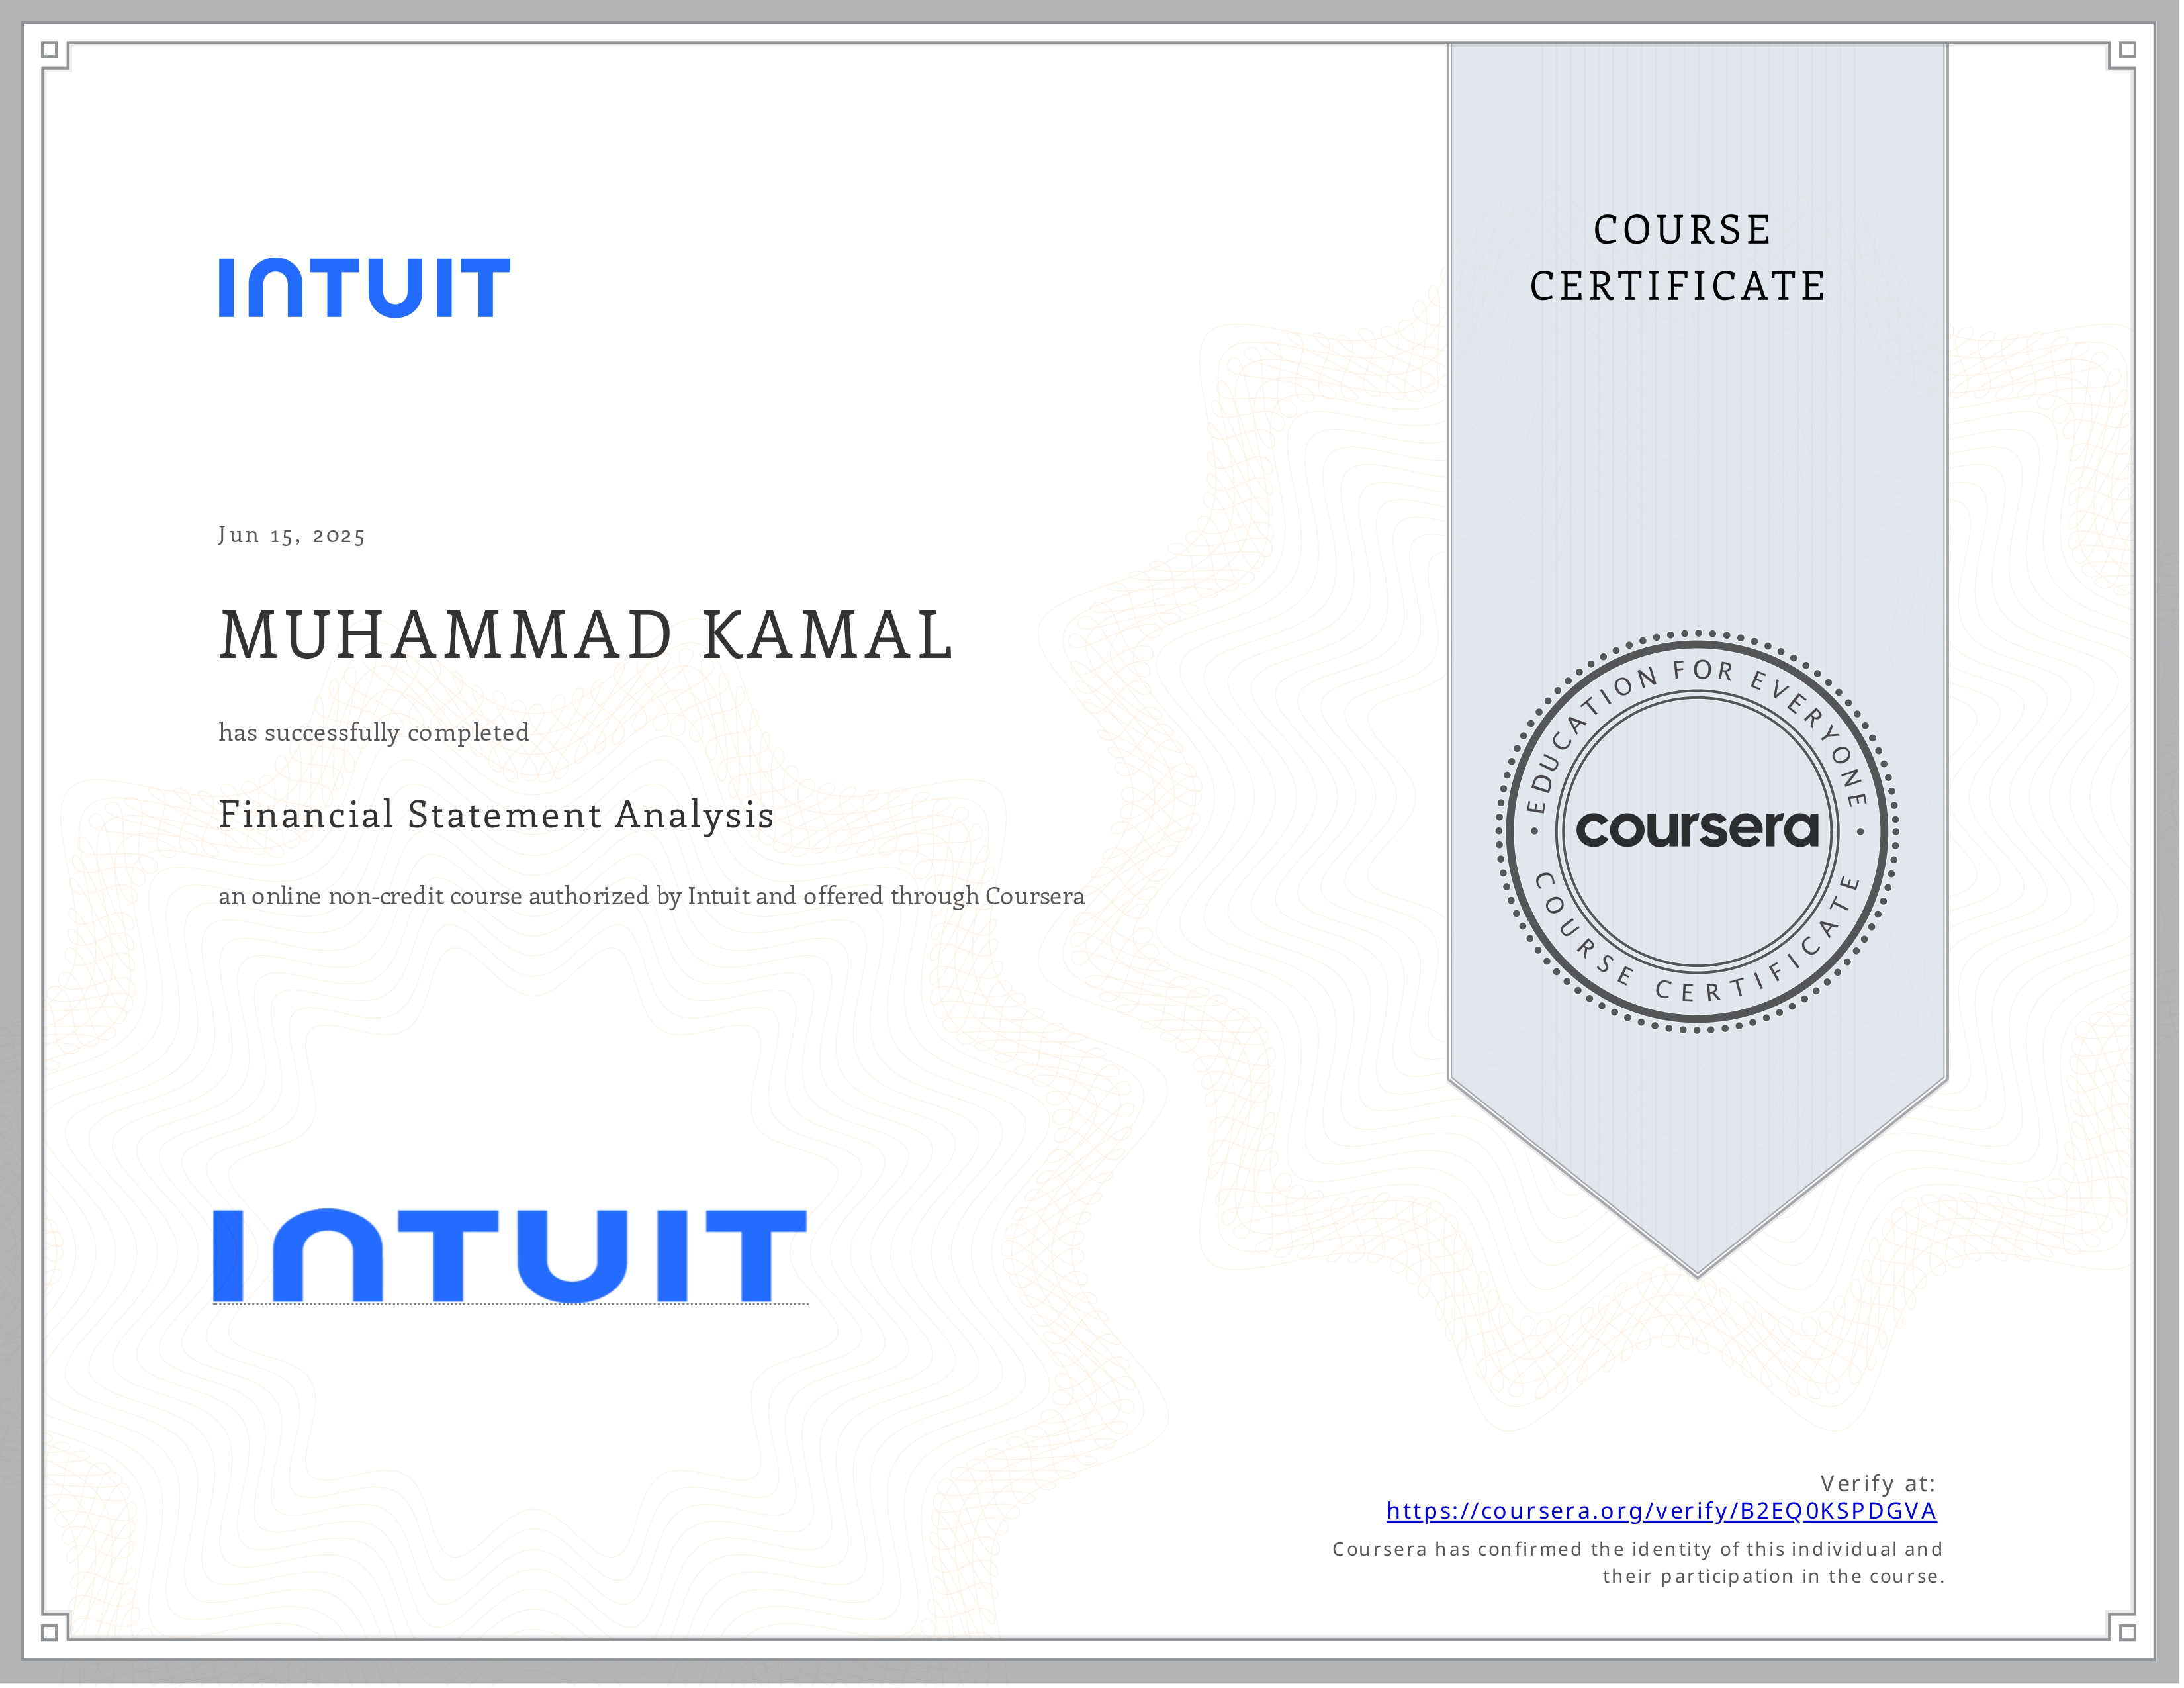 INTUIT
COURSE
CERTIFICATE
Jun 15, 2025
MUHAMMAD KAMAL
has successfully completed
Financial Statement Analysis
an online non-credit course authorized by Intuit and offered through Coursera
EDUCATION FOR EVERYONE
coursera
COURSE CERTIFICATE
INTUIT
Verify at:
https://coursera.org/verify/B2EQ0KSPDGVA
Coursera has confirmed the identity of this individual and
their participation in the course.